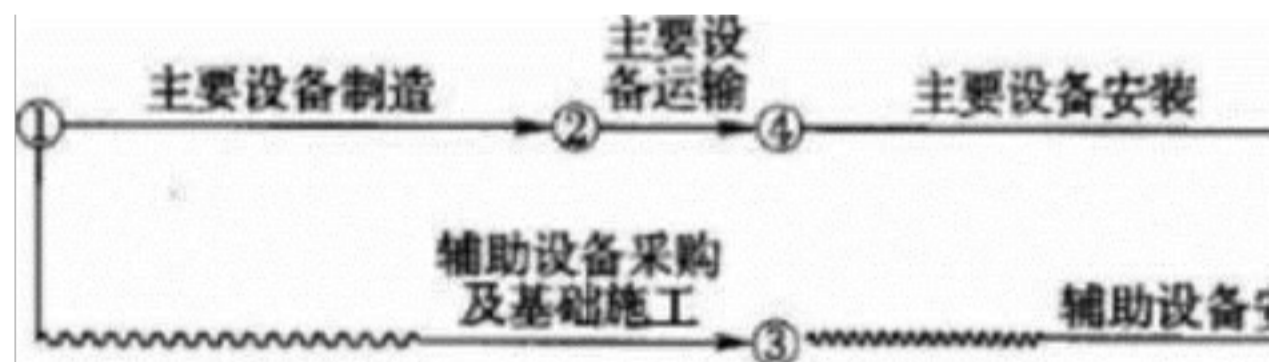 主要设
备运输
主要设备制造
主要设备安装
① ② ④
辅助设备采购
及基础施工
辅助设备安
③